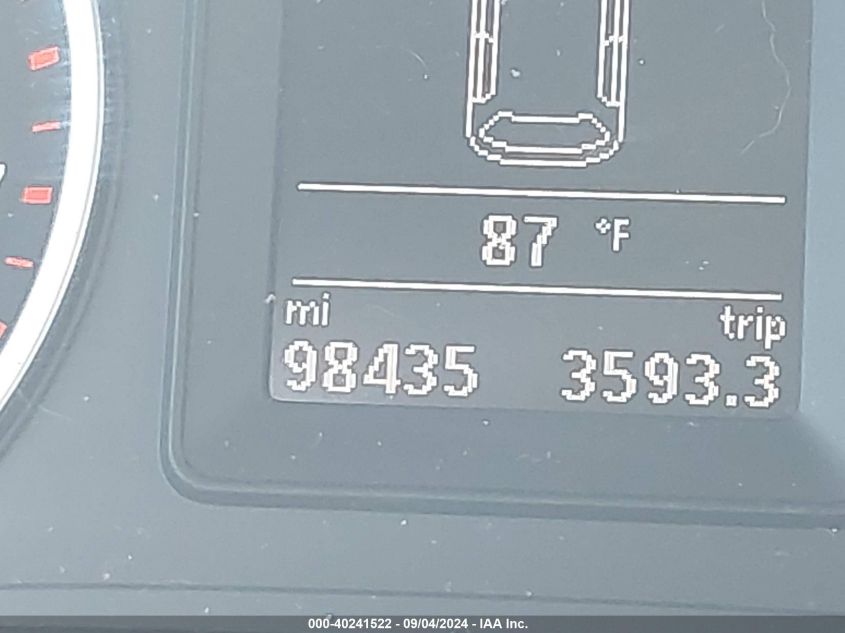 87 °F
mi trip
98435 3593.3
000-40241522 - 09/04/2024 - IAA Inc.